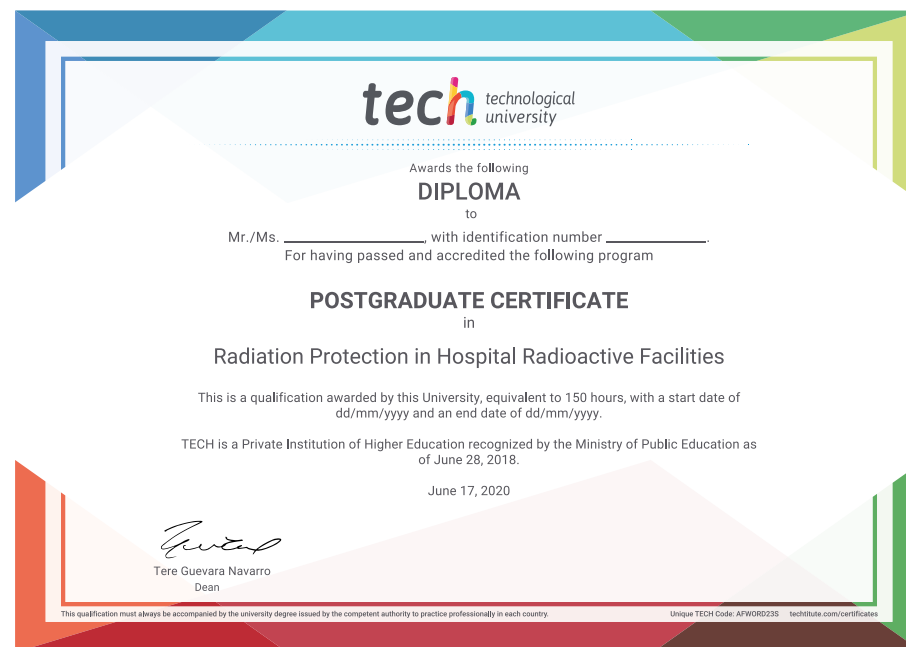 tech technological
university
Awards the following
DIPLOMA
to
Mr./Ms. ____________________, with identification number ______________.
For having passed and accredited the following program
POSTGRADUATE CERTIFICATE
in
Radiation Protection in Hospital Radioactive Facilities
This is a qualification awarded by this University, equivalent to 150 hours, with a start date of
dd/mm/yyyy and an end date of dd/mm/yyyy.
TECH is a Private Institution of Higher Education recognized by the Ministry of Public Education as
of June 28, 2018.
June 17, 2020
Tere Guevara Navarro
Dean
This qualification must always be accompanied by the university degree issued by the competent authority to practice professionally in each country. Unique TECH Code: AFWORD23S techtitute.com/certificates